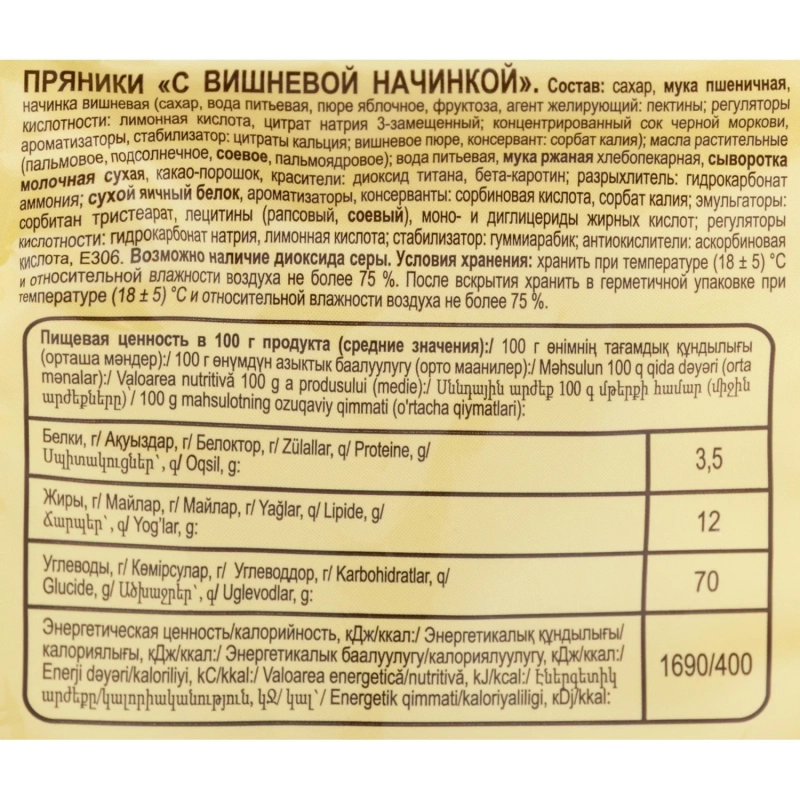 ПРЯНИКИ «С ВИШНЕВОЙ НАЧИНКОЙ». Состав: сахар, мука пшеничная,
начинка вишневая (сахар, вода питьевая, пюре яблочное, фруктоза, агент желирующий: пектины; регуляторы
кислотности: лимонная кислота, цитрат натрия 3-замещенный; концентрированный сок черной моркови,
ароматизаторы, стабилизатор: цитраты кальция; вишневое пюре, консервант: сорбат калия); масла растительные
(пальмовое, подсолнечное, соевое, пальмоядровое); вода питьевая, мука ржаная хлебопекарная, сыворотка
молочная сухая, какао-порошок, красители: диоксид титана, бета-каротин; разрыхлитель: гидрокарбонат
аммония; сухой яичный белок, ароматизаторы, консерванты: сорбиновая кислота, сорбат калия; эмульгаторы:
сорбитан тристеарат, лецитины (рапсовый, соевый), моно- и диглицериды жирных кислот; регуляторы
кислотности: гидрокарбонат натрия, лимонная кислота; стабилизатор: гуммиарабик; антиокислители: аскорбиновая
кислота, Е306. Возможно наличие диоксида серы. Условия хранения: хранить при температуре (18 ± 5) °С
и относительной влажности воздуха не более 75 %. После вскрытия хранить в герметичной упаковке при
температуре (18 ± 5) °С и относительной влажности воздуха не более 75 %.
Пищевая ценность в 100 г продукта (средние значения):/ 100 г өнімнің тағамдық құндылығы
(орташа мәндер):/ 100 г өнүмдүн азыктык баалуулугу (орто маанилер):/ Məhsulun 100 q qida dəyəri (orta
mənalar):/ Valoarea nutritivă 100 g a produsului (medie):/ Սննդային արժեք 100 գ մթերքի համար (միջին
արժեքները) / 100 g mahsulotning ozuqaviy qimmati (o'rtacha qiymatlari):
Белки, г/ Ақуыздар, г/ Белоктор, г/ Zülallar, q/ Proteine, g/
Սպիտակուցներ՝, գ/ Oqsil, g:
3,5
Жиры, г/ Майлар, г/ Майлар, г/ Yağlar, q/ Lipide, g/
Ճարպեր՝, գ/ Yog'lar, g:
12
Углеводы, г/ Көмірсулар, г/ Углеводдор, г/ Karbohidratlar, q/
Glucide, g/ Ածխաջրեր՝, գ/ Uglevodlar, g:
70
Энергетическая ценность/калорийность, кДж/ккал:/ Энергетикалық құндылығы/
калориялығы, кДж/ккал:/ Энергетикалык баалуулугу/калориялуулугу, кДж/ккал:/
Enerji dəyəri/kaloriliyi, kC/kkal:/ Valoarea energetică/nutritivă, kJ/kcal:/ Էներգետիկ
արժեքը/կալորիականություն, կՋ/ կալ՝/ Energetik qimmati/kaloriyaliligi, кDj/kkal:
1690/400